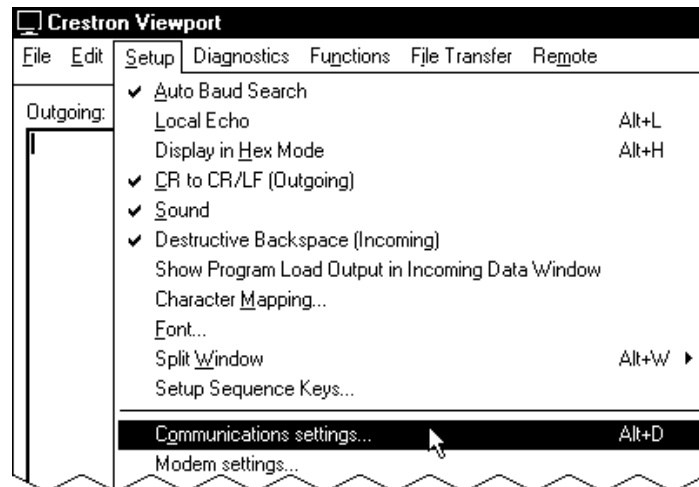 Crestron Viewport
File Edit Setup Diagnostics Functions File Transfer Remote
Outgoing:
✔ Auto Baud Search
Local Echo Alt+L
Display in Hex Mode Alt+H
✔ CR to CR/LF (Outgoing)
✔ Sound
✔ Destructive Backspace (Incoming)
Show Program Load Output in Incoming Data Window
Character Mapping...
Font...
Split Window Alt+W
Setup Sequence Keys...
Communications settings... Alt+D
Modem settings...